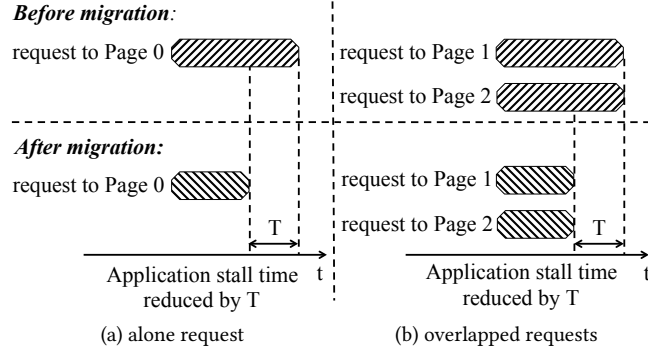 Before migration:
request to Page 0
After migration:
request to Page 0
T
t
Application stall time
reduced by T
(a) alone request
request to Page 1
request to Page 2
request to Page 1
request to Page 2
T
t
Application stall time
reduced by T
(b) overlapped requests